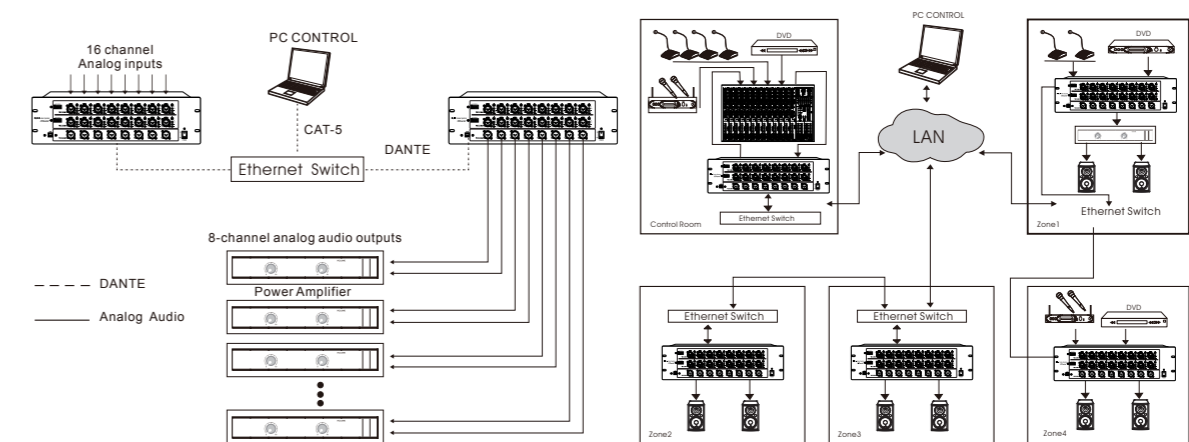 16 channel
Analog inputs
PC CONTROL
CAT-5
DANTE
Ethernet Switch
8-channel analog audio outputs
Power Amplifier
DANTE
Analog Audio
PC CONTROL
LAN
DVD
Ethernet Switch
Control Room
DVD
Ethernet Switch
Zone1
Ethernet Switch
Zone2
Ethernet Switch
Zone3
DVD
Zone4